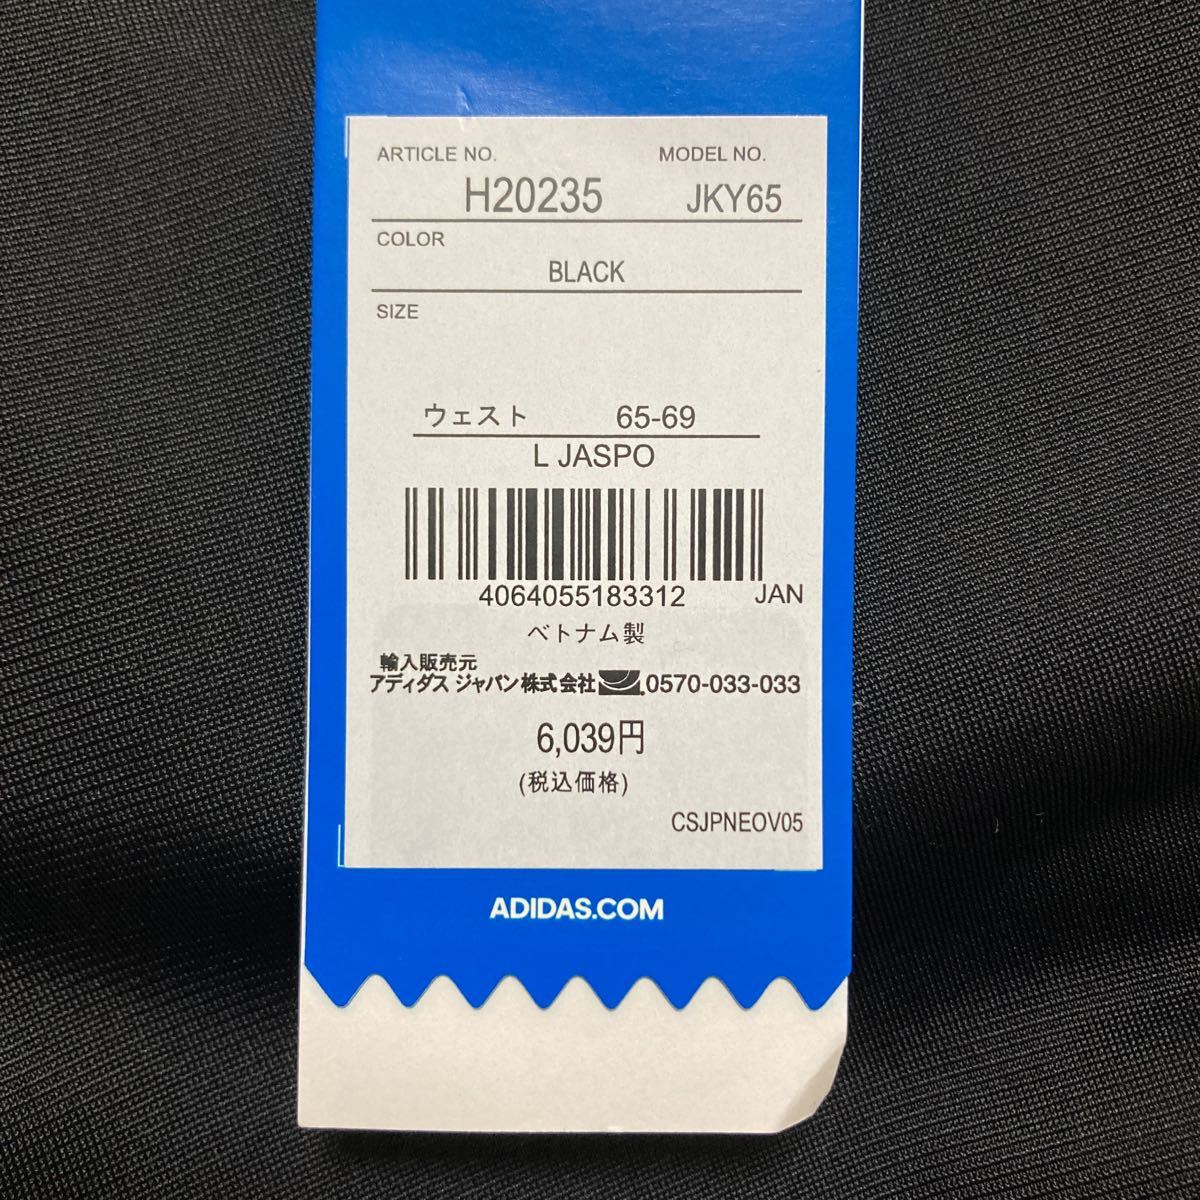 ARTICLE NO. MODEL NO.
H20235 JKY65
COLOR
BLACK
SIZE
ウェスト 65-69
L JASPO
4064055183312 JAN
ベトナム製
輸入販売元
アディダス ジャパン株式会社 0570-033-033
6,039円
(税込価格)
CSJPNEOV05
ADIDAS.COM